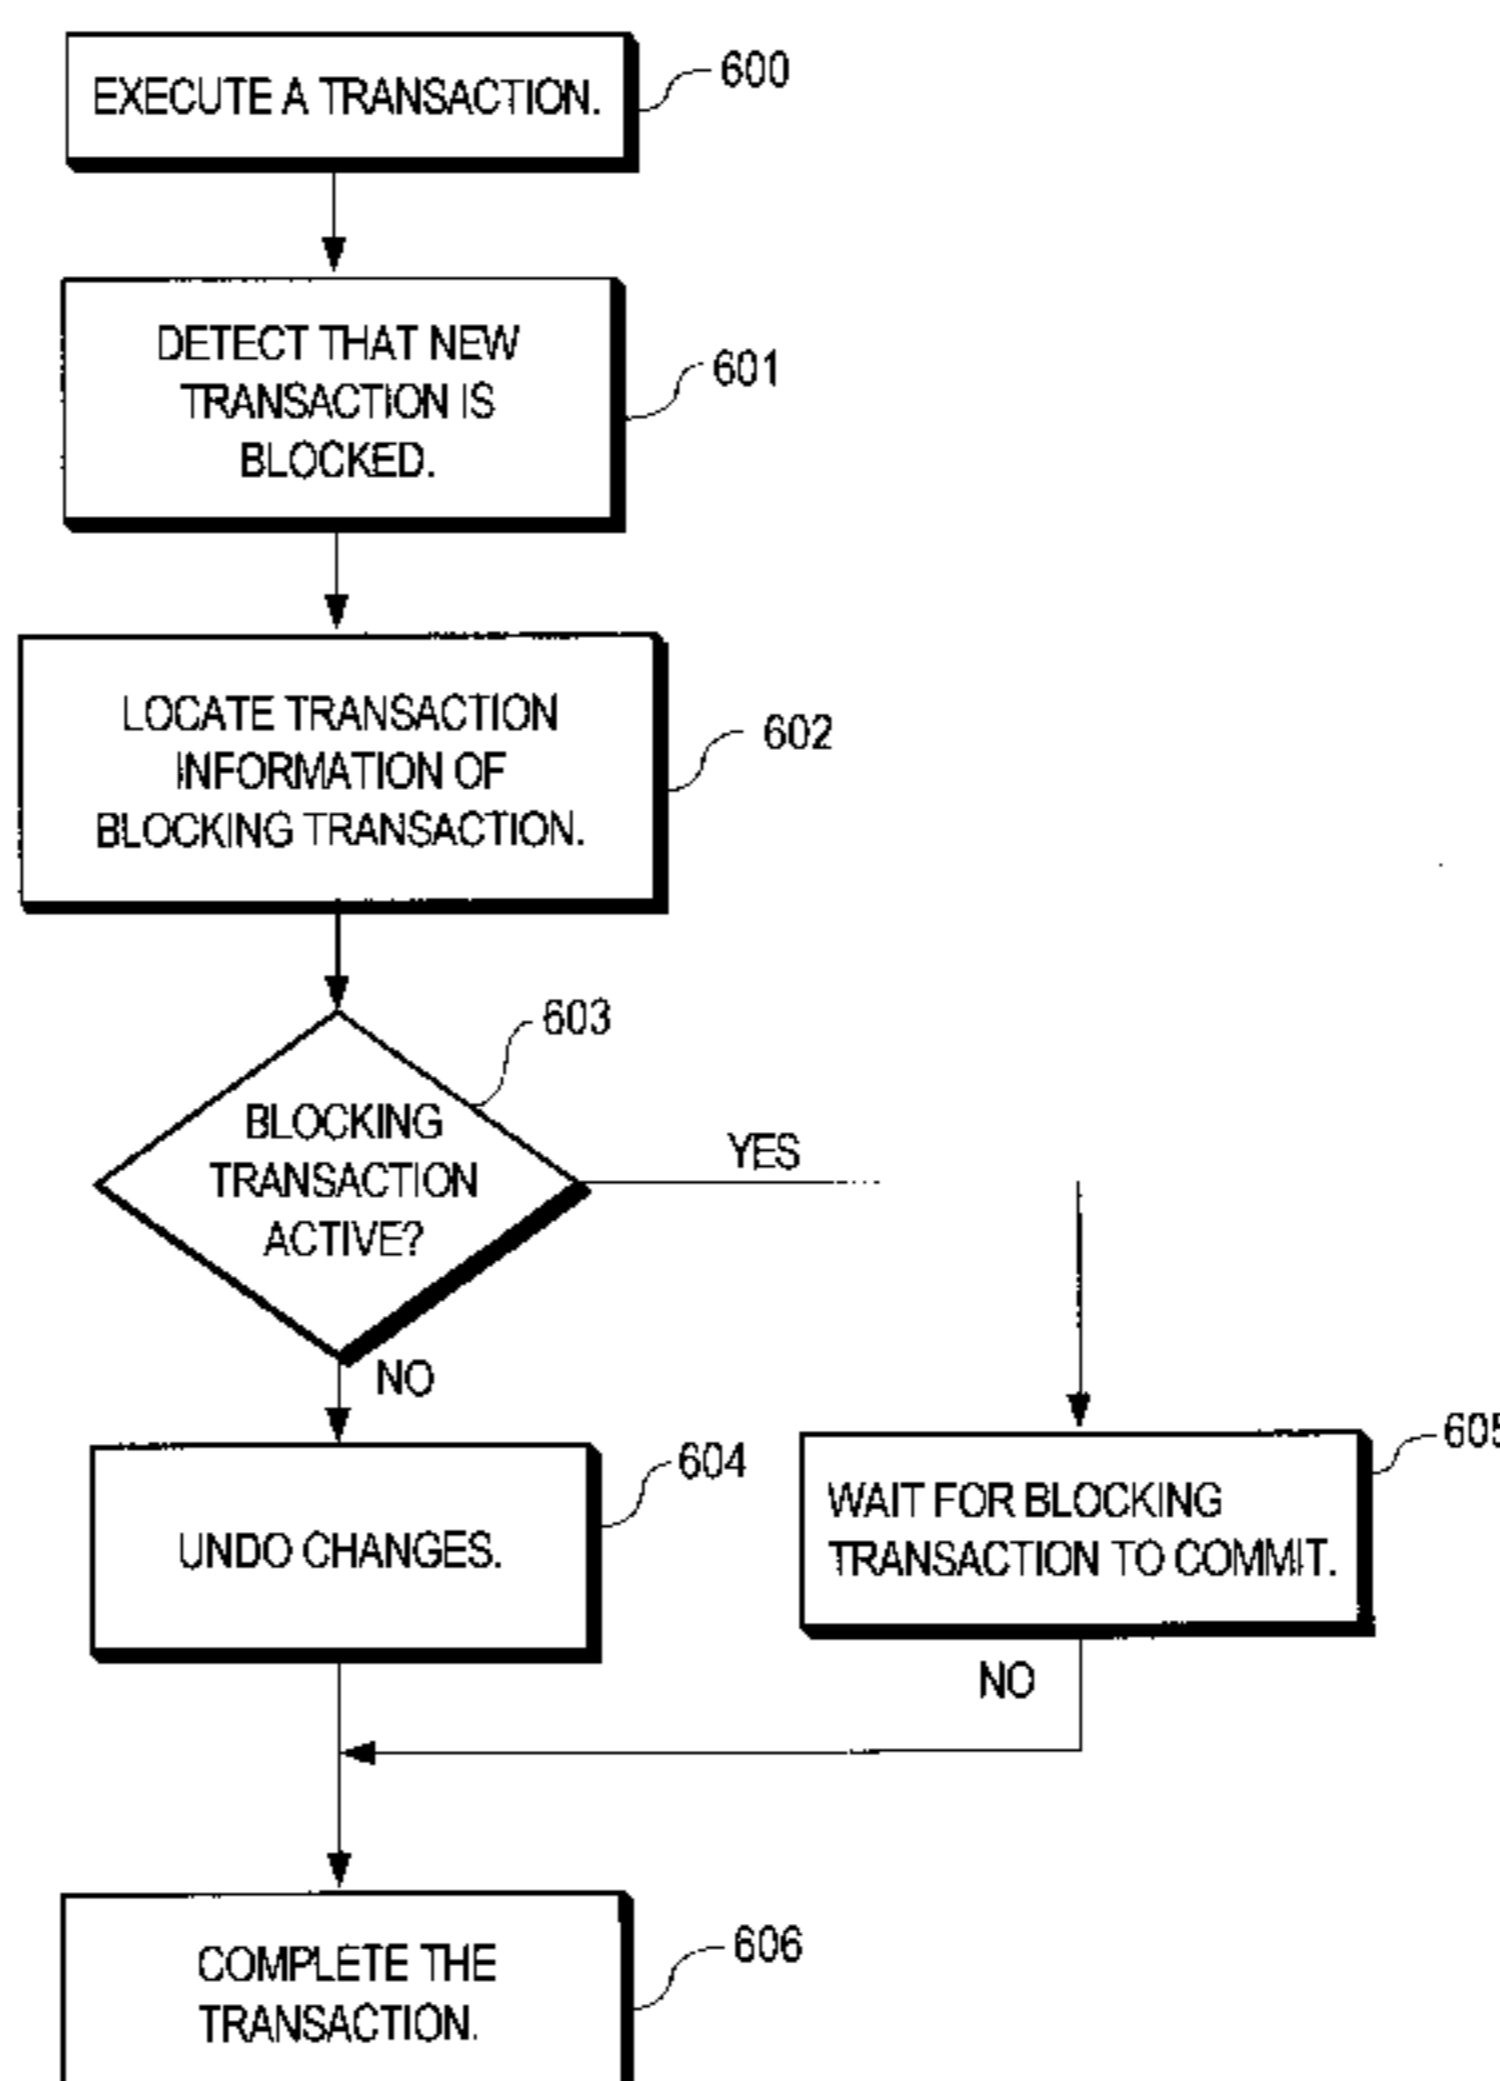 EXECUTE A TRANSACTION.
600
DETECT THAT NEW
TRANSACTION IS
BLOCKED.
601
LOCATE TRANSACTION
INFORMATION OF
BLOCKING TRANSACTION.
602
603
BLOCKING
TRANSACTION
ACTIVE?
YES
NO
604
UNDO CHANGES.
605
WAIT FOR BLOCKING
TRANSACTION TO COMMIT.
NO
606
COMPLETE THE
TRANSACTION.